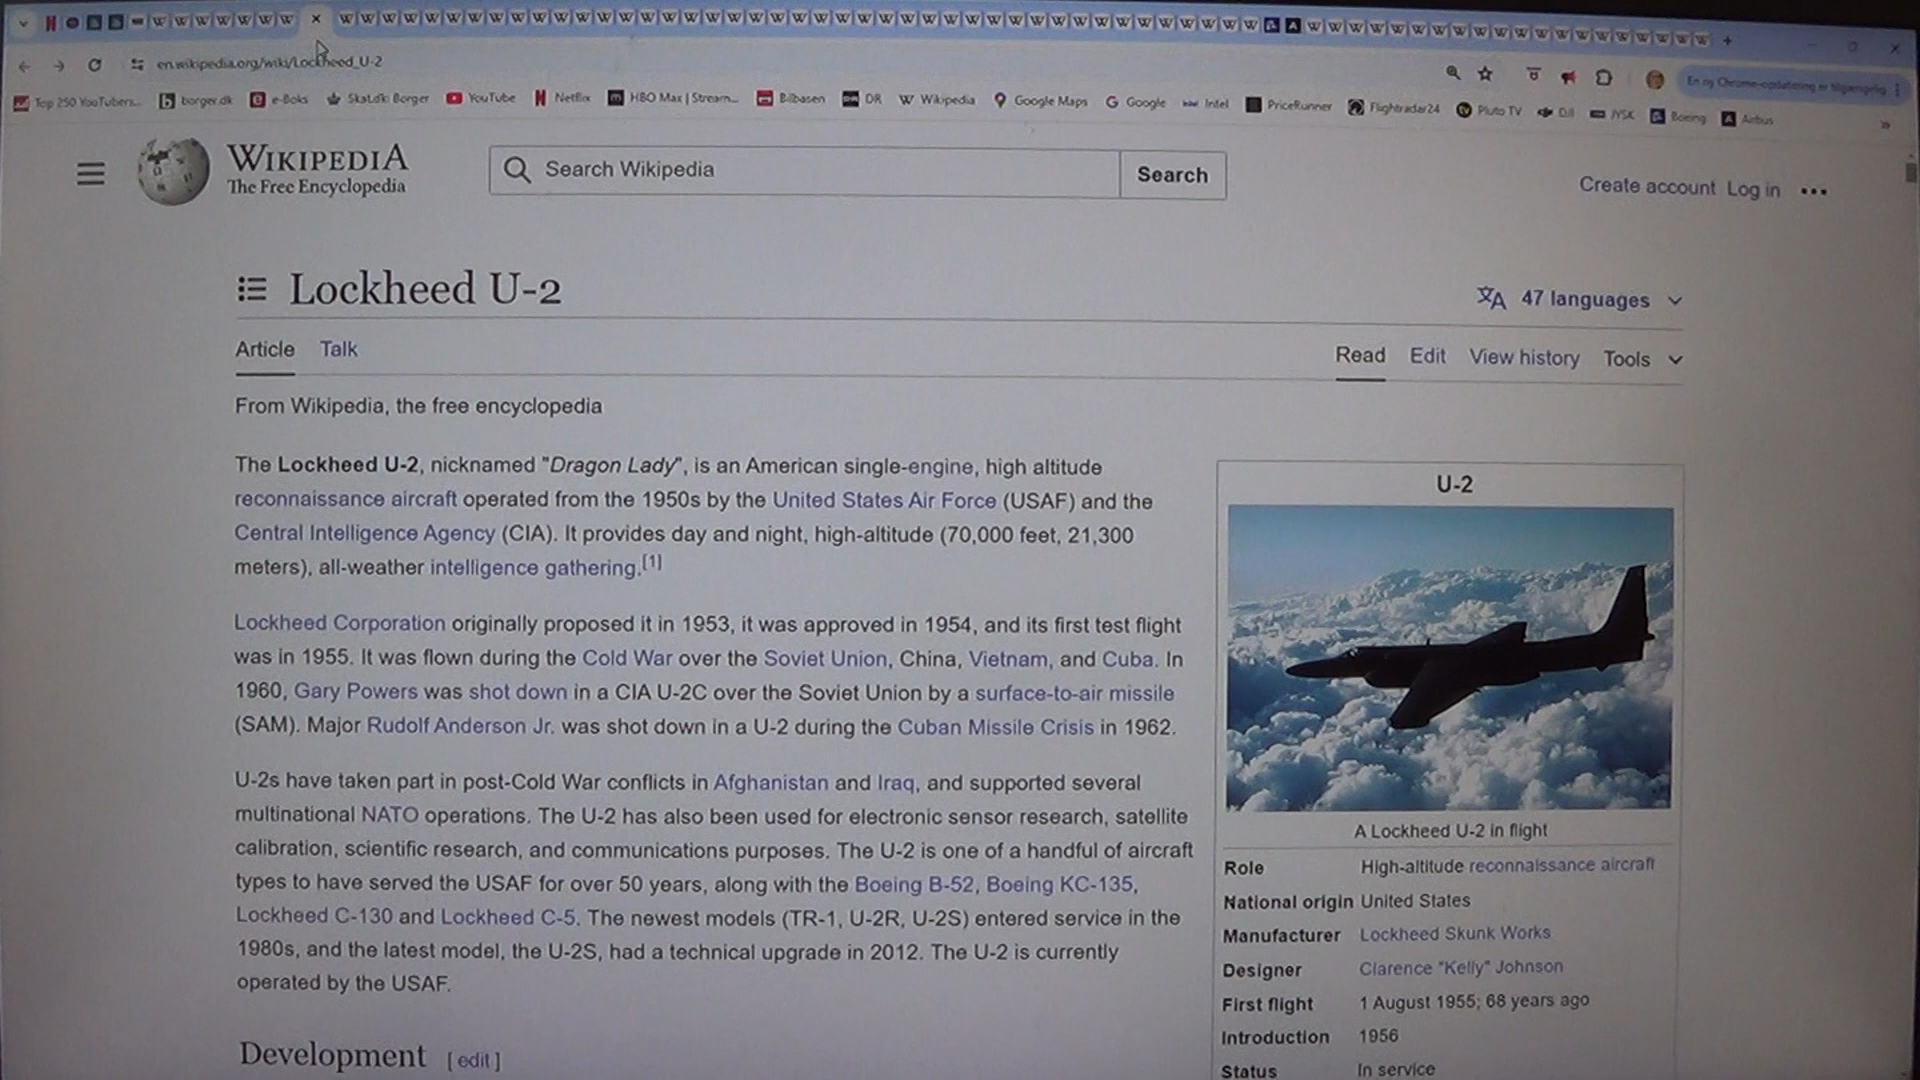 en.wikipedia.org/wiki/Lockheed_U-2
En ny Chrome-opdatering er tilgængelig
Top 250 YouTubers...
borger.dk
e-Boks
Skat.dk: Borger
YouTube
Netflix
HBO Max | Stream...
Bilbasen
DR
Wikipedia
Google Maps
Google
Intel
PriceRunner
Flightradar24
Pluto TV
DJI
JYSK
Boeing
Airbus
WIKIPEDIA
The Free Encyclopedia
Search Wikipedia
Search
Create account Log in
Lockheed U-2
47 languages
Article Talk
Read Edit View history Tools
From Wikipedia, the free encyclopedia
The Lockheed U-2, nicknamed "Dragon Lady", is an American single-engine, high altitude
reconnaissance aircraft operated from the 1950s by the United States Air Force (USAF) and the
Central Intelligence Agency (CIA). It provides day and night, high-altitude (70,000 feet, 21,300
meters), all-weather intelligence gathering.[1]
Lockheed Corporation originally proposed it in 1953, it was approved in 1954, and its first test flight
was in 1955. It was flown during the Cold War over the Soviet Union, China, Vietnam, and Cuba. In
1960, Gary Powers was shot down in a CIA U-2C over the Soviet Union by a surface-to-air missile
(SAM). Major Rudolf Anderson Jr. was shot down in a U-2 during the Cuban Missile Crisis in 1962.
U-2s have taken part in post-Cold War conflicts in Afghanistan and Iraq, and supported several
multinational NATO operations. The U-2 has also been used for electronic sensor research, satellite
calibration, scientific research, and communications purposes. The U-2 is one of a handful of aircraft
types to have served the USAF for over 50 years, along with the Boeing B-52, Boeing KC-135,
Lockheed C-130 and Lockheed C-5. The newest models (TR-1, U-2R, U-2S) entered service in the
1980s, and the latest model, the U-2S, had a technical upgrade in 2012. The U-2 is currently
operated by the USAF.
Development [ edit ]
U-2
A Lockheed U-2 in flight
Role High-altitude reconnaissance aircraft
National origin United States
Manufacturer Lockheed Skunk Works
Designer Clarence "Kelly" Johnson
First flight 1 August 1955; 68 years ago
Introduction 1956
Status In service